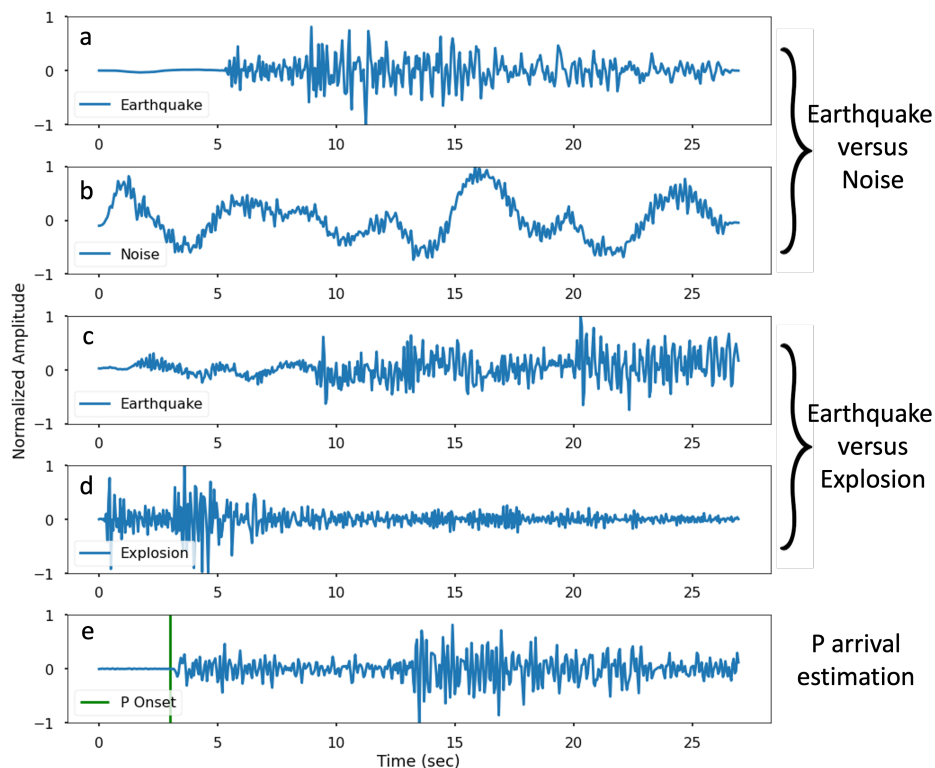 a
1
0
−1
Earthquake
0 5 10 15 20 25
b
1
0
−1
Noise
0 5 10 15 20 25
Earthquake
versus
Noise
Normalized Amplitude
c
1
0
−1
Earthquake
0 5 10 15 20 25
d
1
0
−1
Explosion
0 5 10 15 20 25
Earthquake
versus
Explosion
e
1
0
−1
P Onset
0 5 10 15 20 25
Time (sec)
P arrival
estimation